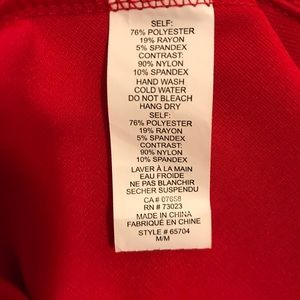 SELF:
76% POLYESTER
19% RAYON
5% SPANDEX
CONTRAST:
90% NYLON
10% SPANDEX
HAND WASH
COLD WATER
DO NOT BLEACH
HANG DRY
SELF:
76% POLYESTER
19% RAYON
5% SPANDEX
CONTRAST:
90% NYLON
10% SPANDEX
LAVER À LA MAIN
EAU FROIDE
NE PAS BLANCHIR
SECHER SUSPENDU
CA# 07658
RN # 73023
MADE IN CHINA
FABRIQUÉ EN CHINE
STYLE # 65704
M/M